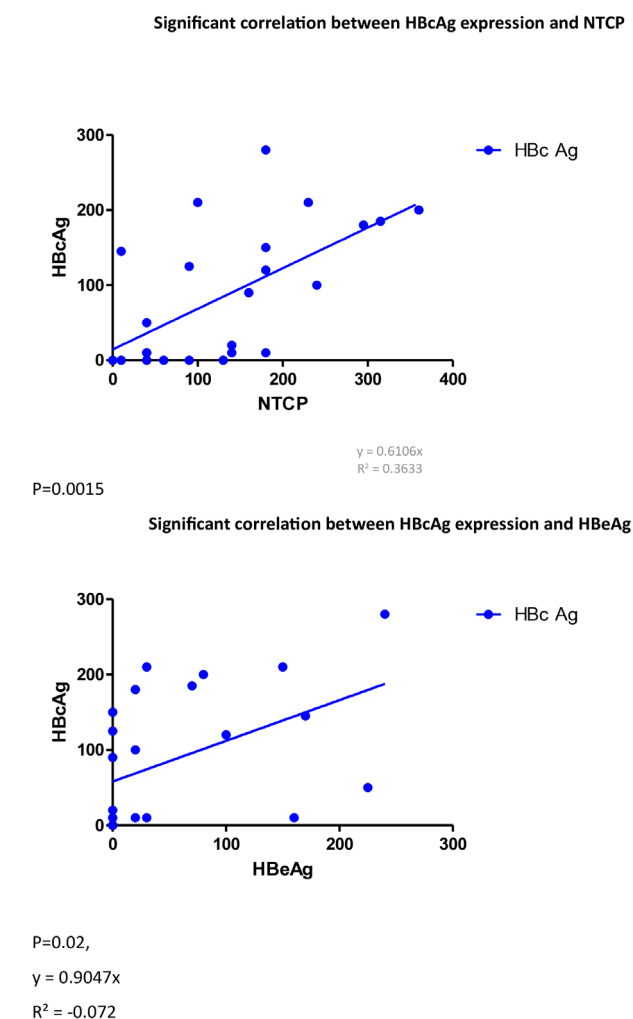 Significant correlation between HBcAg expression and NTCP
300
200
100
0
HBcAg
HBc Ag
0 100 200 300 400
NTCP
y = 0.6106x
R² = 0.3633
P=0.0015
Significant correlation between HBcAg expression and HBeAg
300
200
100
0
HBcAg
HBc Ag
0 100 200 300
HBeAg
P=0.02,
y = 0.9047x
R² = -0.072